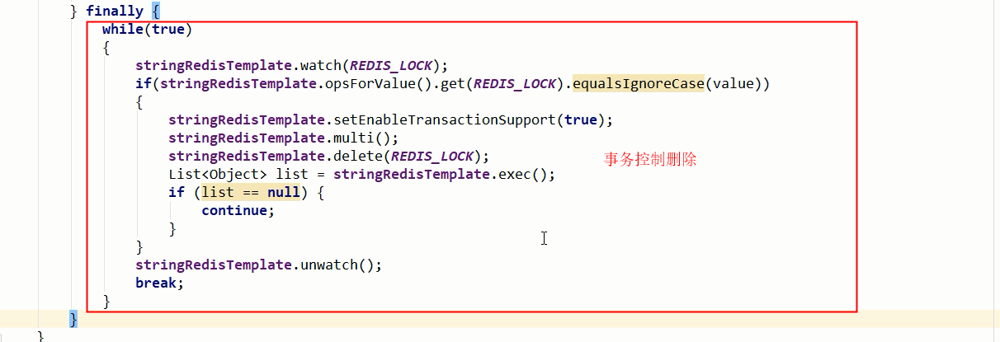 } finally {
while(true)
{
stringRedisTemplate.watch(REDIS_LOCK);
if(stringRedisTemplate.opsForValue().get(REDIS_LOCK).equalsIgnoreCase(value))
{
stringRedisTemplate.setEnableTransactionSupport(true);
stringRedisTemplate.multi();
stringRedisTemplate.delete(REDIS_LOCK);
事务控制删除
List<Object> list = stringRedisTemplate.exec();
if (list == null) {
continue;
}
}
stringRedisTemplate.unwatch();
break;
}
}
}